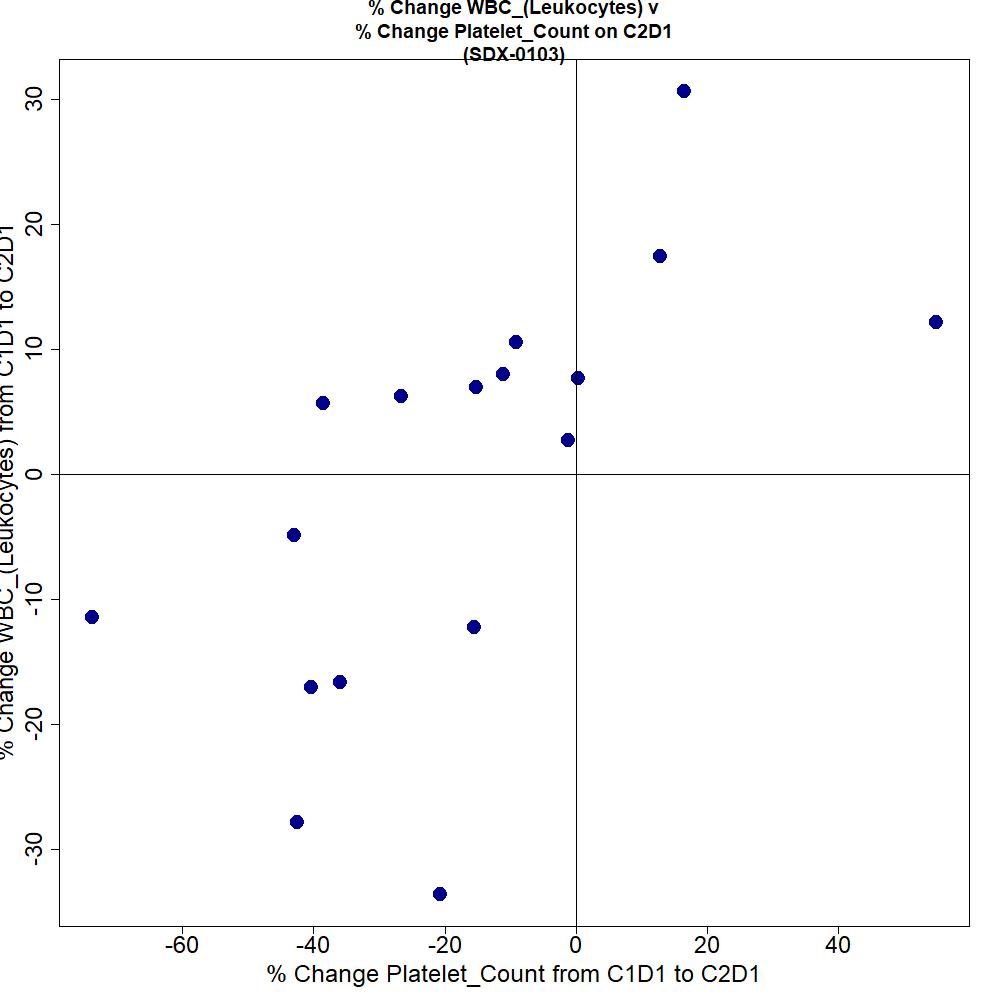 % Change WBC_(Leukocytes) v
% Change Platelet_Count on C2D1
(SDX-0103)
% Change WBC_(Leukocytes) from C1D1 to C2D1
30
20
10
0
-10
-20
-30
-60
-40
-20
0
20
40
% Change Platelet_Count from C1D1 to C2D1